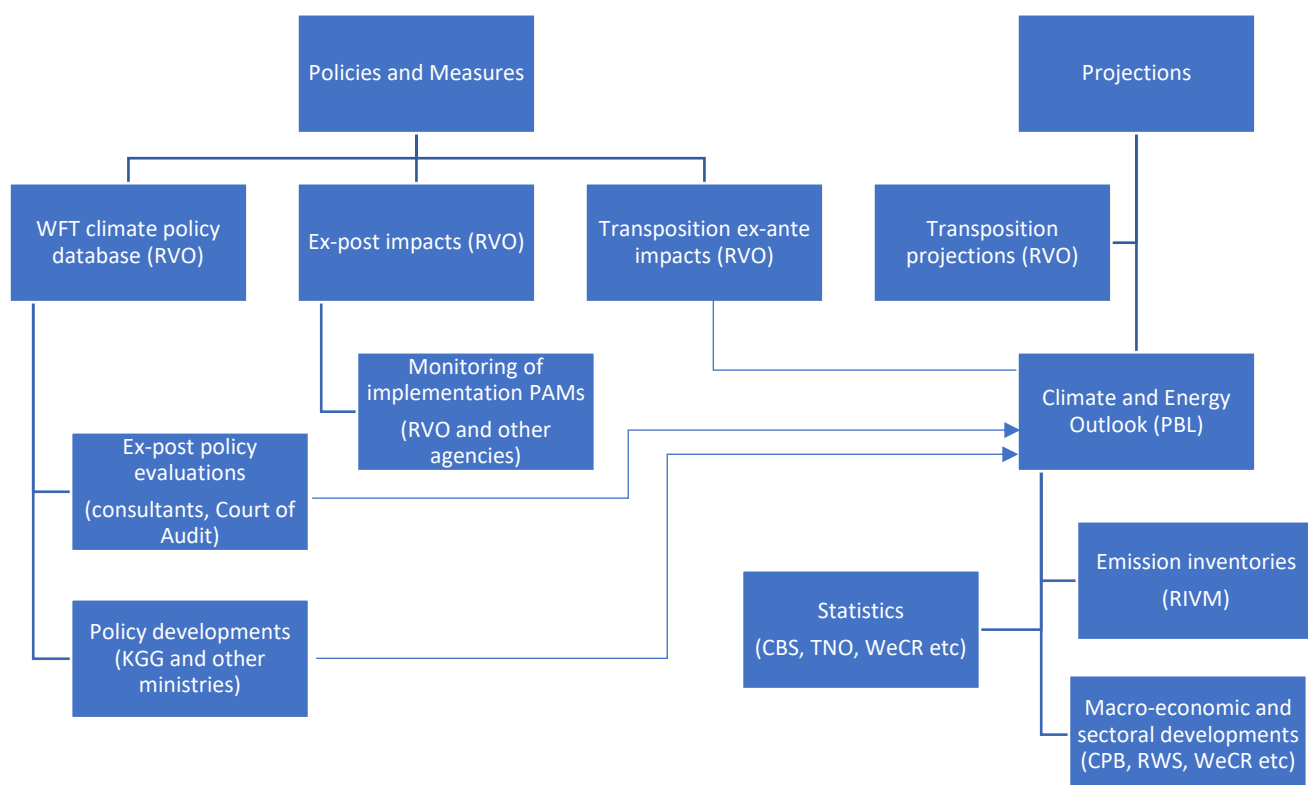 Policies and Measures
Projections
WFT climate policy
database (RVO)
Ex-post impacts (RVO)
Transposition ex-ante
impacts (RVO)
Transposition
projections (RVO)
Monitoring of
implementation PAMs
(RVO and other
agencies)
Climate and Energy
Outlook (PBL)
Ex-post policy
evaluations
(consultants, Court of
Audit)
Emission inventories
(RIVM)
Statistics
(CBS, TNO, WeCR etc)
Policy developments
(KGG and other
ministries)
Macro-economic and
sectoral developments
(CPB, RWS, WeCR etc)